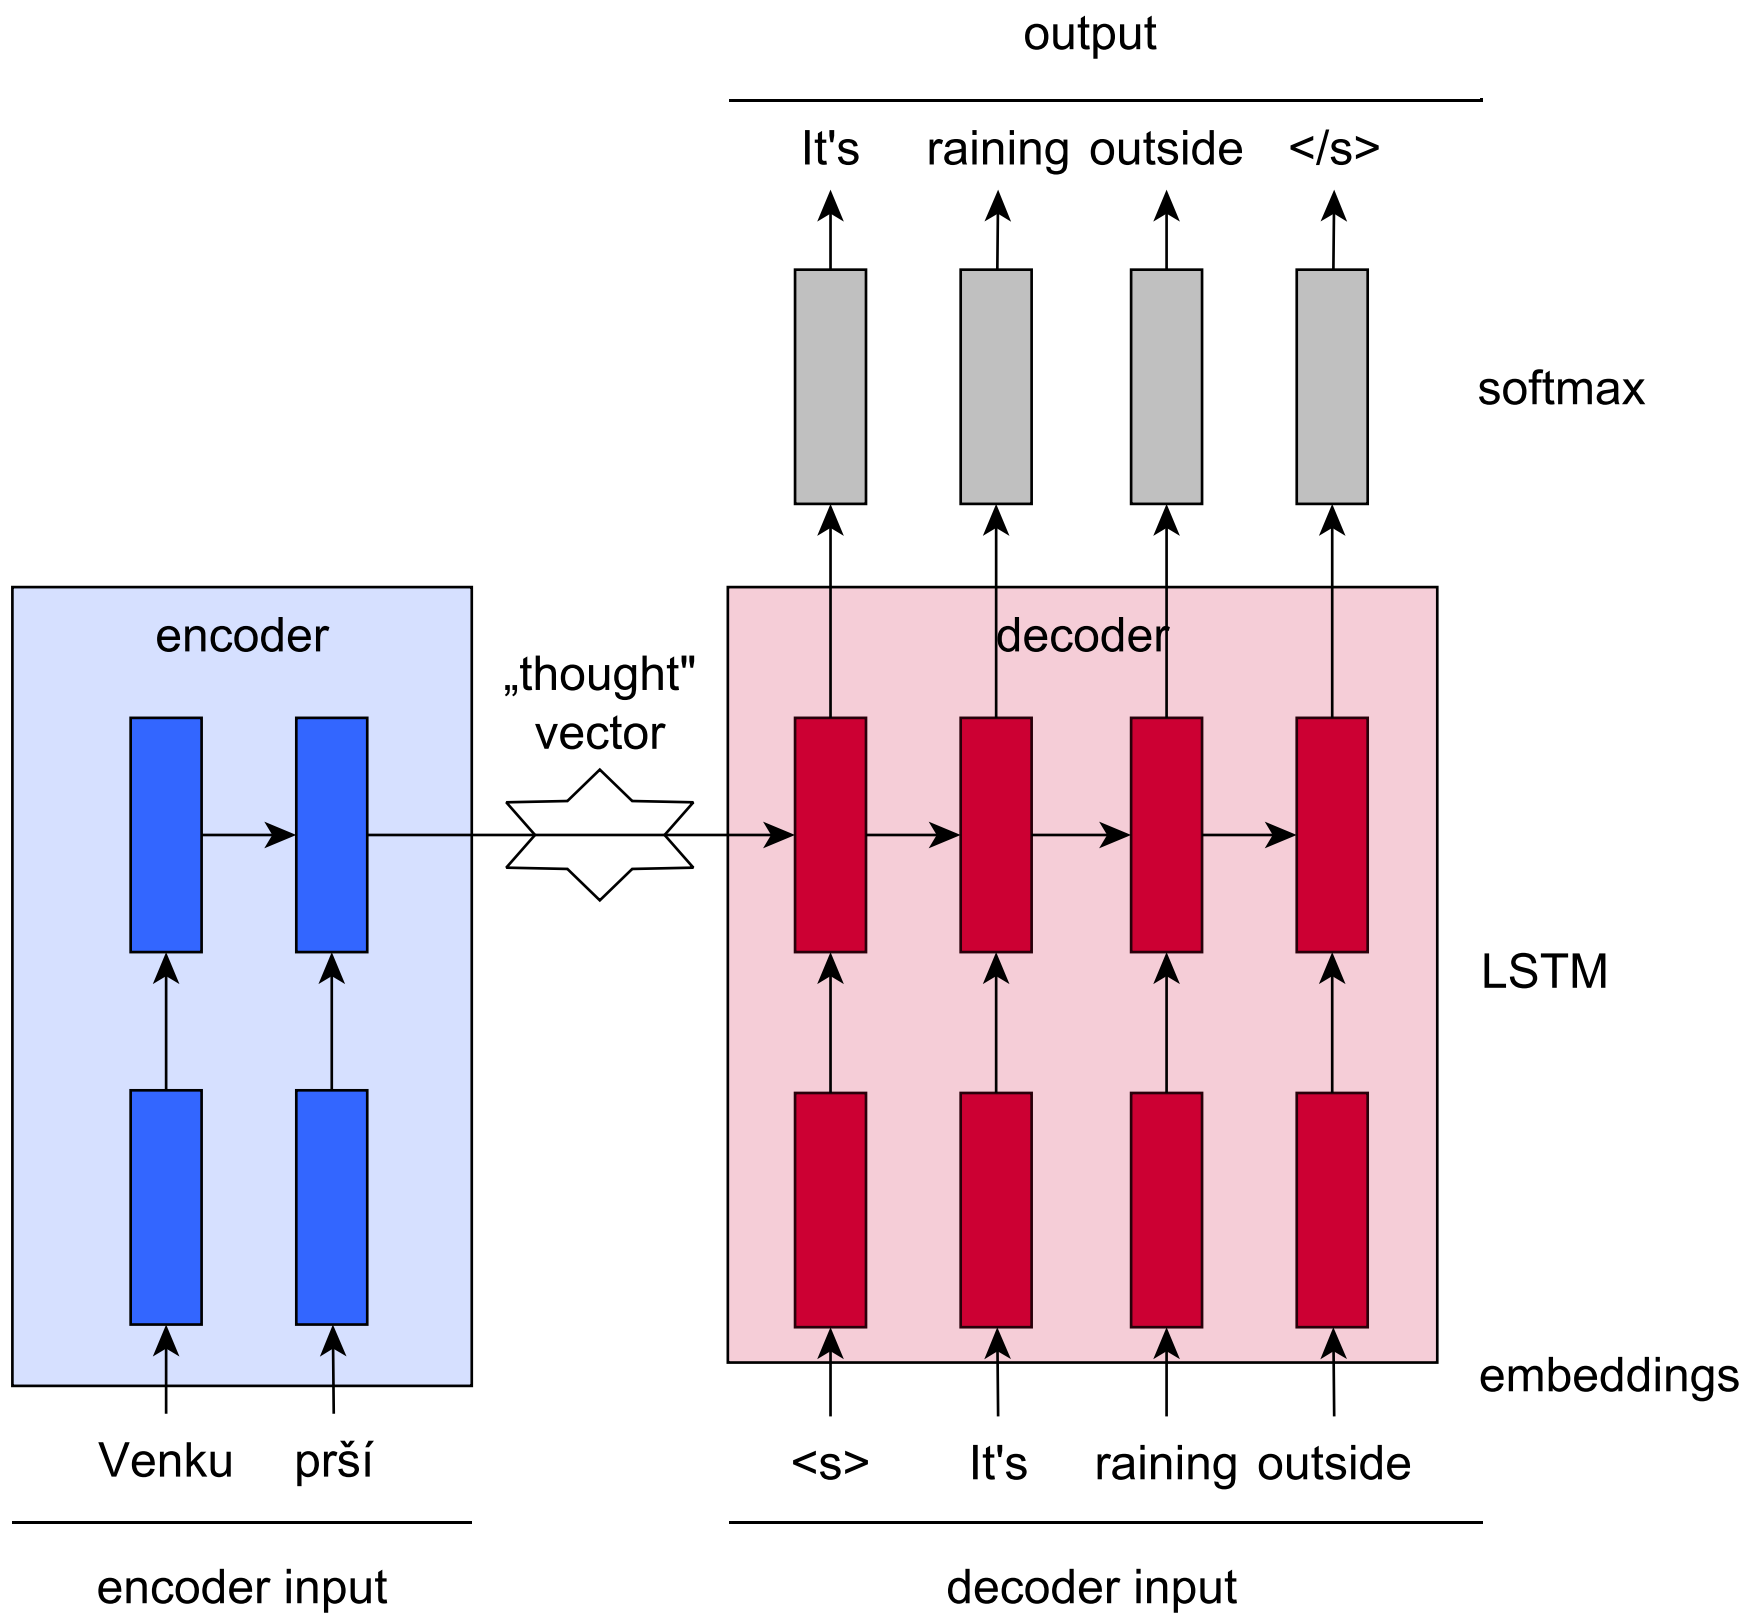 output
It's raining outside </s>
softmax
encoder
decoder
„thought"
vector
LSTM
embeddings
Venku prší
<s> It's raining outside
encoder input
decoder input